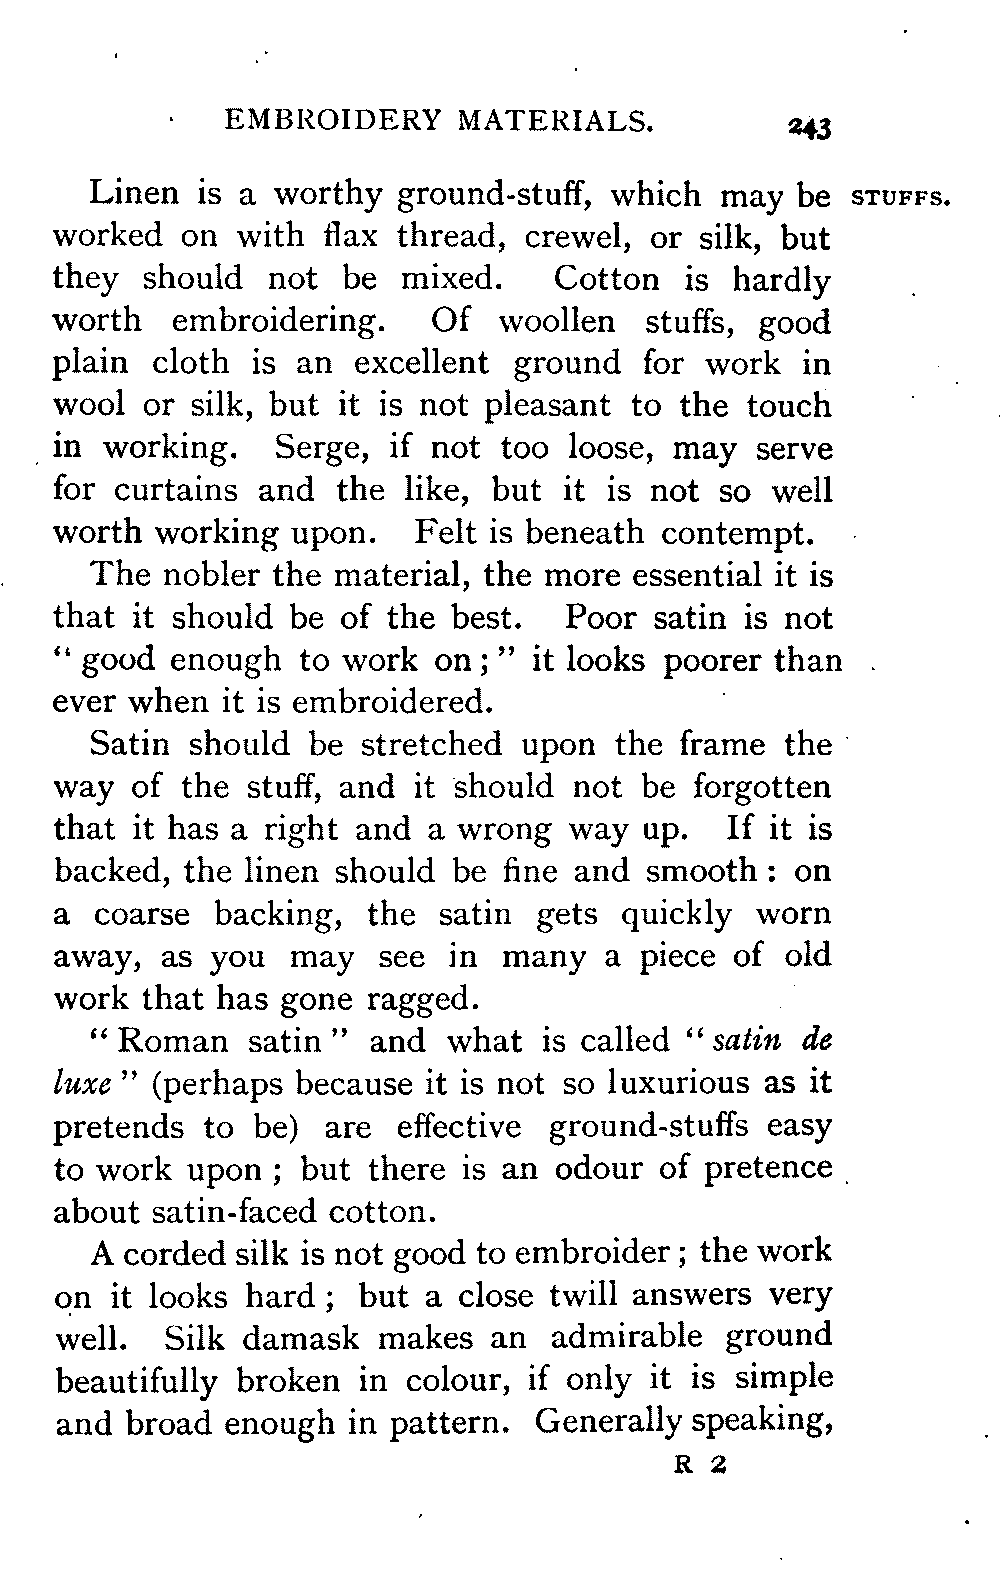 EMBROIDERY MATERIALS. 243
Linen is a worthy ground-stuff, which may be STUFFS.
worked on with flax thread, crewel, or silk, but
they should not be mixed. Cotton is hardly
worth embroidering. Of woollen stuffs, good
plain cloth is an excellent ground for work in
wool or silk, but it is not pleasant to the touch
in working. Serge, if not too loose, may serve
for curtains and the like, but it is not so well
worth working upon. Felt is beneath contempt.
The nobler the material, the more essential it is
that it should be of the best. Poor satin is not
“ good enough to work on ; ” it looks poorer than
ever when it is embroidered.
Satin should be stretched upon the frame the
way of the stuff, and it should not be forgotten
that it has a right and a wrong way up. If it is
backed, the linen should be fine and smooth : on
a coarse backing, the satin gets quickly worn
away, as you may see in many a piece of old
work that has gone ragged.
“ Roman satin ” and what is called “ satin de
luxe ” (perhaps because it is not so luxurious as it
pretends to be) are effective ground-stuffs easy
to work upon ; but there is an odour of pretence
about satin-faced cotton.
A corded silk is not good to embroider ; the work
on it looks hard ; but a close twill answers very
well. Silk damask makes an admirable ground
beautifully broken in colour, if only it is simple
and broad enough in pattern. Generally speaking,
R 2